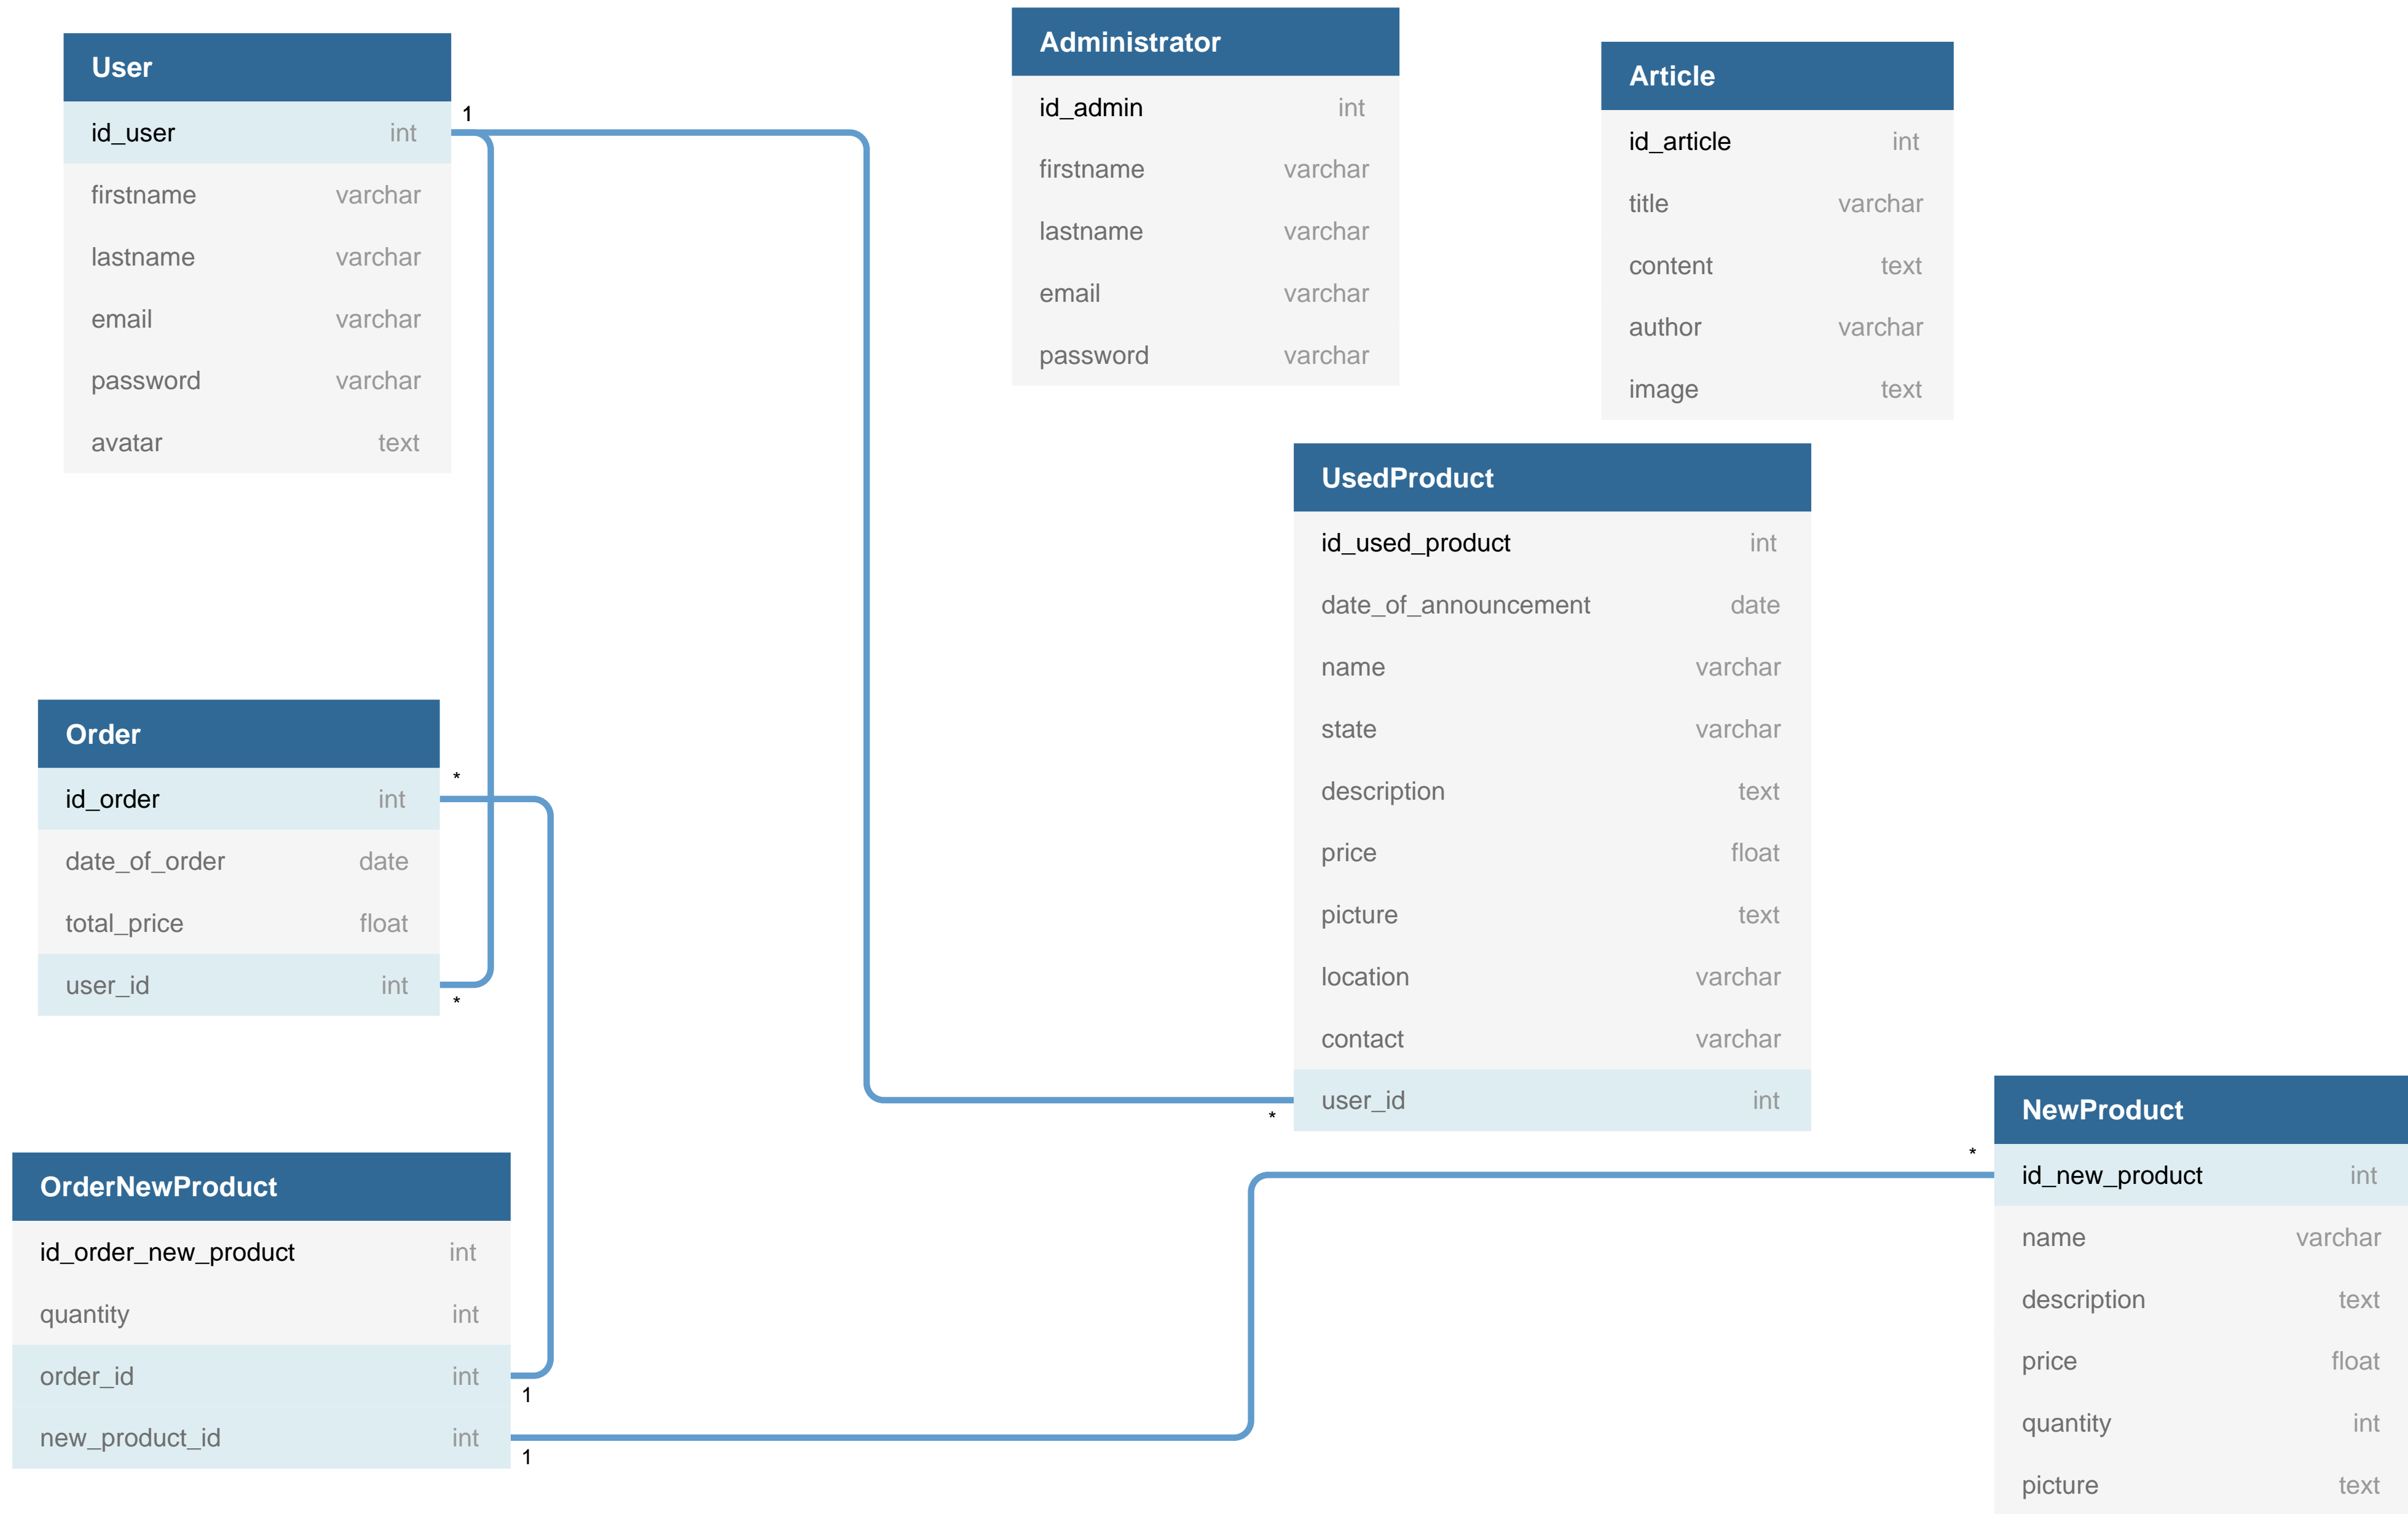 User
id_user int
firstname varchar
lastname varchar
email varchar
password varchar
avatar text
1
Administrator
id_admin int
firstname varchar
lastname varchar
email varchar
password varchar
Article
id_article int
title varchar
content text
author varchar
image text
UsedProduct
id_used_product int
date_of_announcement date
name varchar
state varchar
description text
price float
picture text
location varchar
contact varchar
user_id int
*
Order
*
id_order int
date_of_order date
total_price float
user_id int
*
OrderNewProduct
id_order_new_product int
quantity int
order_id int
1
new_product_id int
1
NewProduct
*
id_new_product int
name varchar
description text
price float
quantity int
picture text